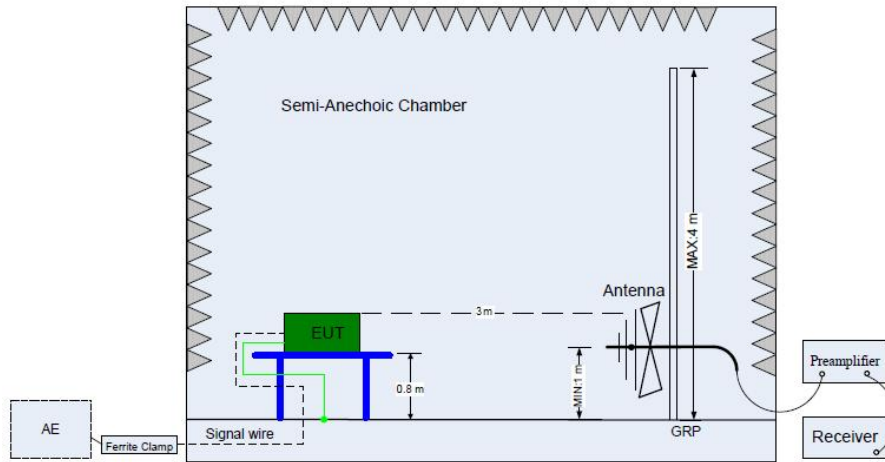 Semi-Anechoic Chamber
MAX:4 m
Antenna
3 m
EUT
MIN:1 m
0.8 m
Preamplifier
AE
Ferrite Clamp
Signal wire
GRP
Receiver